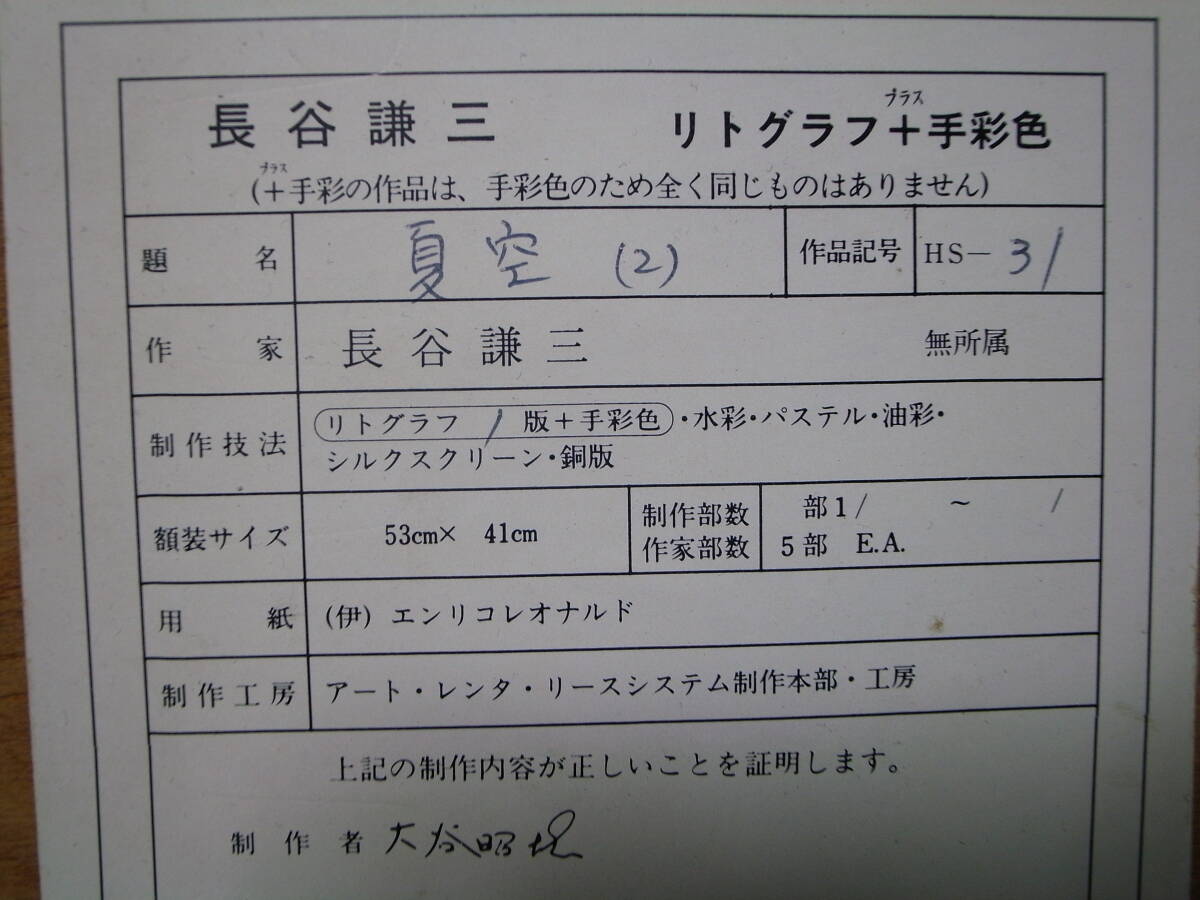 長谷謙三 リトグラフ+手彩色
プラス
(+手彩の作品は、手彩色のため全く同じものはありません)
プラス
題名 夏空 (2) 作品記号 HS-31
作家 長谷謙三 無所属
制作技法 リトグラフ 1 版+手彩色・水彩・パステル・油彩・
シルクスクリーン・銅版
額装サイズ 53cm× 41cm
制作部数 部1/ ~ /
作家部数 5部 E.A.
用紙 (伊) エンリコレオナルド
制作工房 アート・レンタ・リースシステム制作本部・工房
上記の制作内容が正しいことを証明します。
制作者 大谷昭